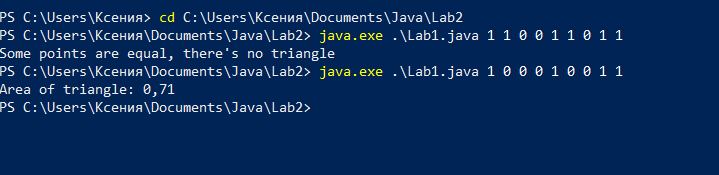 PS C:\Users\Ксения> cd C:\Users\Ксения\Documents\Java\Lab2
PS C:\Users\Ксения\Documents\Java\Lab2> java.exe .\Lab1.java 1 1 0 0 1 1 0 1 1
Some points are equal, there's no triangle
PS C:\Users\Ксения\Documents\Java\Lab2> java.exe .\Lab1.java 1 0 0 0 1 0 0 1 1
Area of triangle: 0,71
PS C:\Users\Ксения\Documents\Java\Lab2>